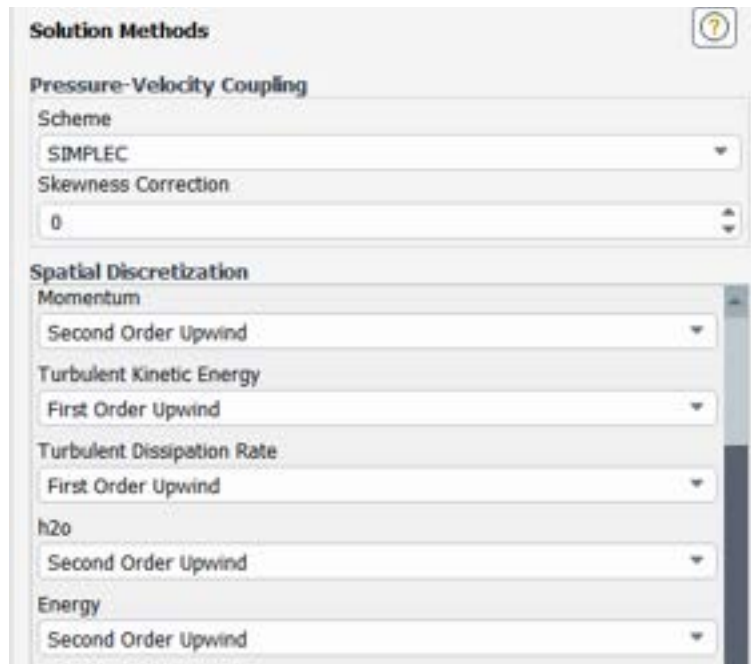 Solution Methods
?
Pressure-Velocity Coupling
Scheme
SIMPLEC
Skewness Correction
0
Spatial Discretization
Momentum
Second Order Upwind
Turbulent Kinetic Energy
First Order Upwind
Turbulent Dissipation Rate
First Order Upwind
h2o
Second Order Upwind
Energy
Second Order Upwind